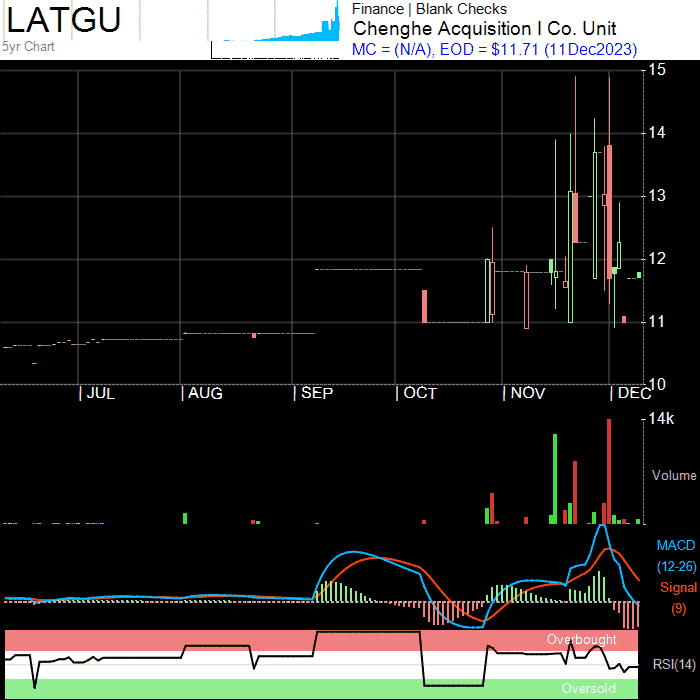 LATGU
5yr Chart
Finance | Blank Checks
Chenghe Acquisition I Co. Unit
MC = (N/A), EOD = $11.71 (11Dec2023)
15
14
13
12
11
10
| JUL | AUG | SEP | OCT | NOV | DEC
14k
Volume
MACD
(12-26)
Signal
(9)
Overbought
RSI(14)
Oversold